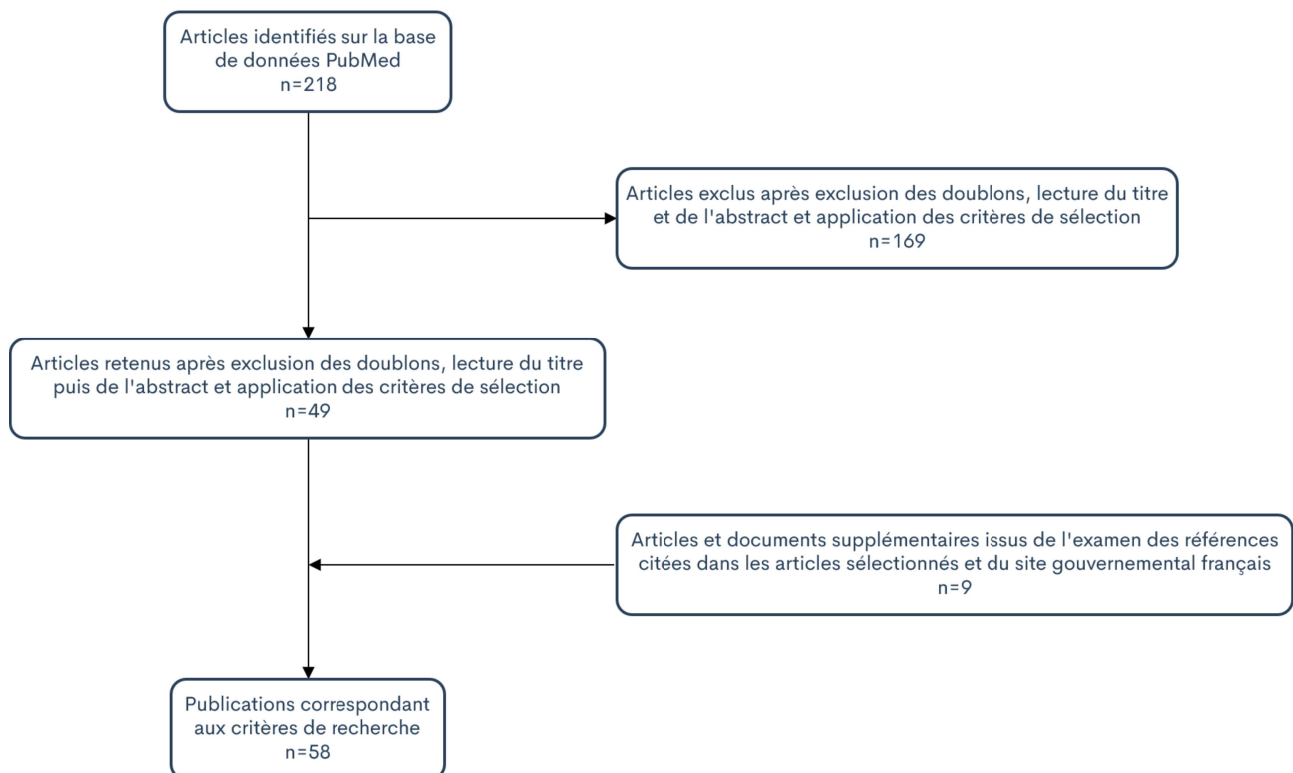 Articles identifiés sur la base
de données PubMed
n=218
Articles exclus après exclusion des doublons, lecture du titre
et de l'abstract et application des critères de sélection
n=169
Articles retenus après exclusion des doublons, lecture du titre
puis de l'abstract et application des critères de sélection
n=49
Articles et documents supplémentaires issus de l'examen des références
citées dans les articles sélectionnés et du site gouvernemental français
n=9
Publications correspondant
aux critères de recherche
n=58